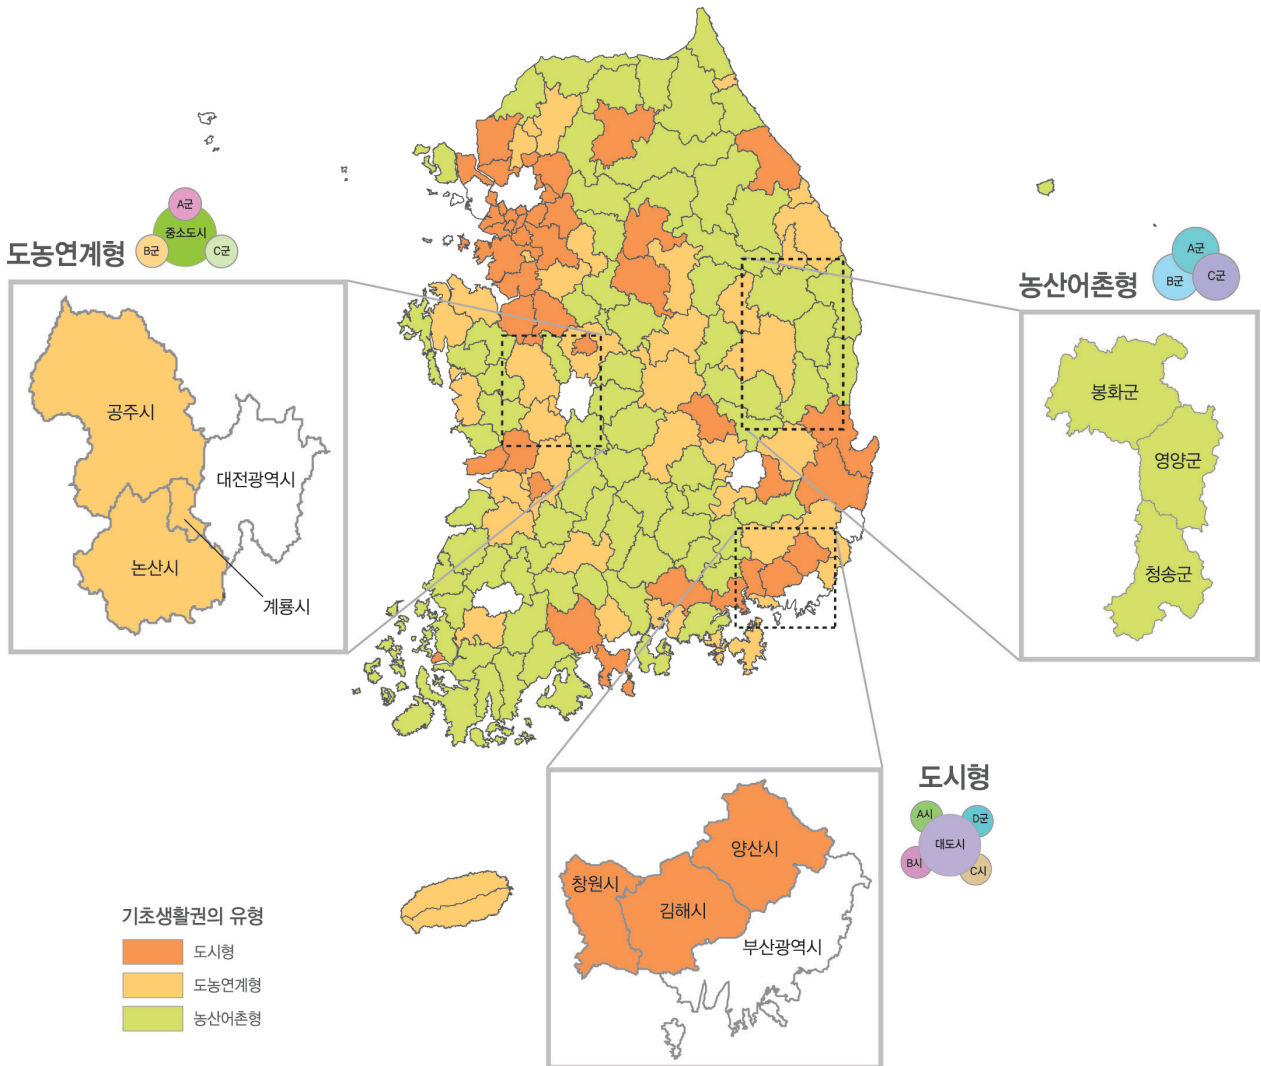 도농연계형
A군
중소도시
B군
C군
공주시
대전광역시
논산시
계룡시
농산어촌형
A군
B군
C군
봉화군
영양군
청송군
도시형
A시
D군
대도시
B시
C시
양산시
창원시
김해시
부산광역시
기초생활권의 유형
도시형
도농연계형
농산어촌형